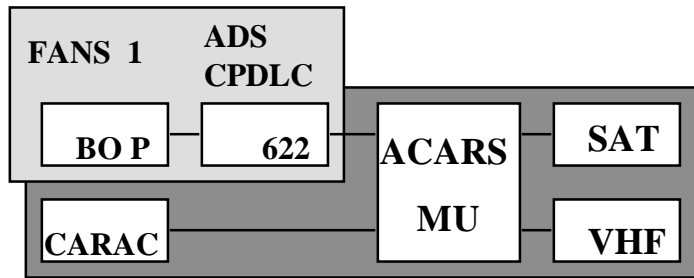 FANS 1
ADS
CPDLC
BO P
622
ACARS
MU
SAT
CARAC
VHF